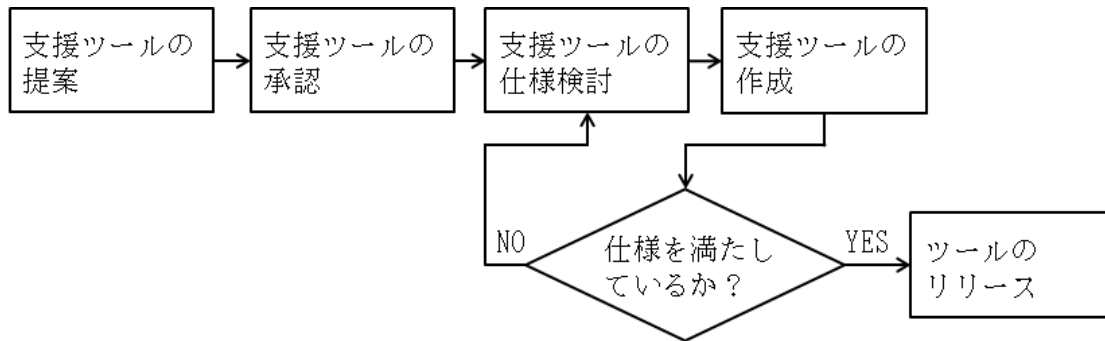 支援ツールの
提案
支援ツールの
承認
支援ツールの
仕様検討
支援ツールの
作成
仕様を満たし
ているか？
NO
YES
ツールの
リリース